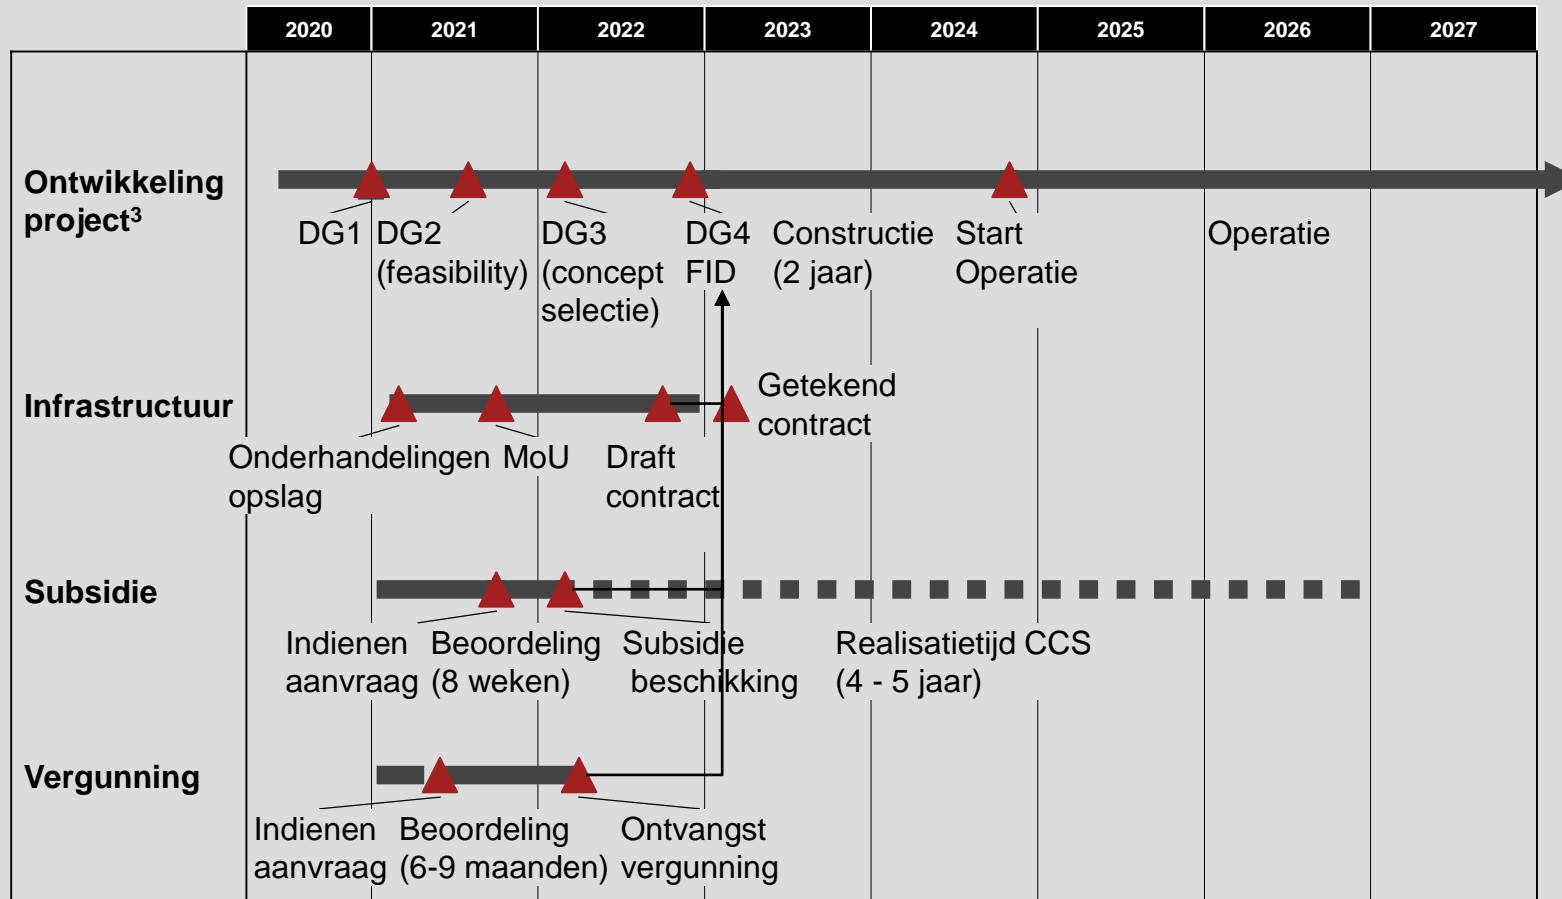 2020 2021 2022 2023 2024 2025 2026 2027
Ontwikkeling
project³
DG1 DG2 DG3 DG4 Constructie Start Operatie
(feasibility) (concept FID (2 jaar) Operatie
selectie)
Infrastructuur
Getekend
contract
Onderhandelingen MoU Draft
opslag contract
Subsidie
Indienen Beoordeling Subsidie Realisatietijd CCS
aanvraag (8 weken) beschikking (4 - 5 jaar)
Vergunning
Indienen Beoordeling Ontvangst
aanvraag (6-9 maanden) vergunning